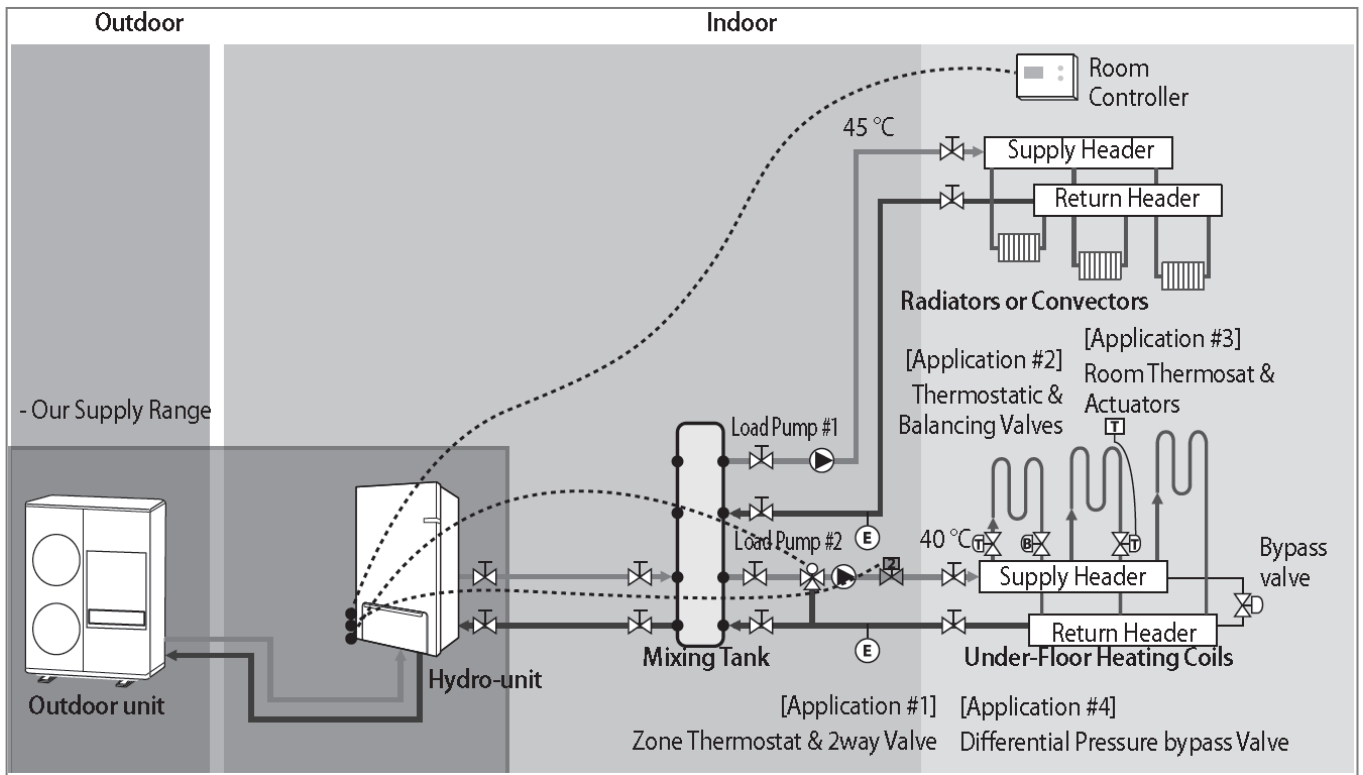 Outdoor
Indoor
Room
Controller
45 °C
Supply Header
Return Header
Radiators or Convectors
[Application #3]
Room Thermosat &
Actuators
[Application #2]
Thermostatic &
Balancing Valves
- Our Supply Range
Load Pump #1
T
E
Load Pump #2
2
40 °C
T
B
T
Bypass
valve
Supply Header
Return Header
E
Mixing Tank
Under-Floor Heating Coils
Hydro-unit
Outdoor unit
[Application #1]
Zone Thermostat & 2way Valve
[Application #4]
Differential Pressure bypass Valve